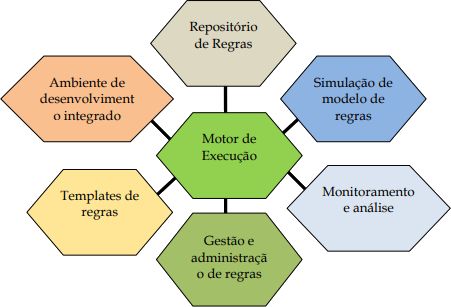 Repositório
de Regras
Ambiente de
desenvolviment
o integrado
Simulação de
modelo de
regras
Motor de
Execução
Templates de
regras
Monitoramento
e análise
Gestão e
administraçã
o de regras